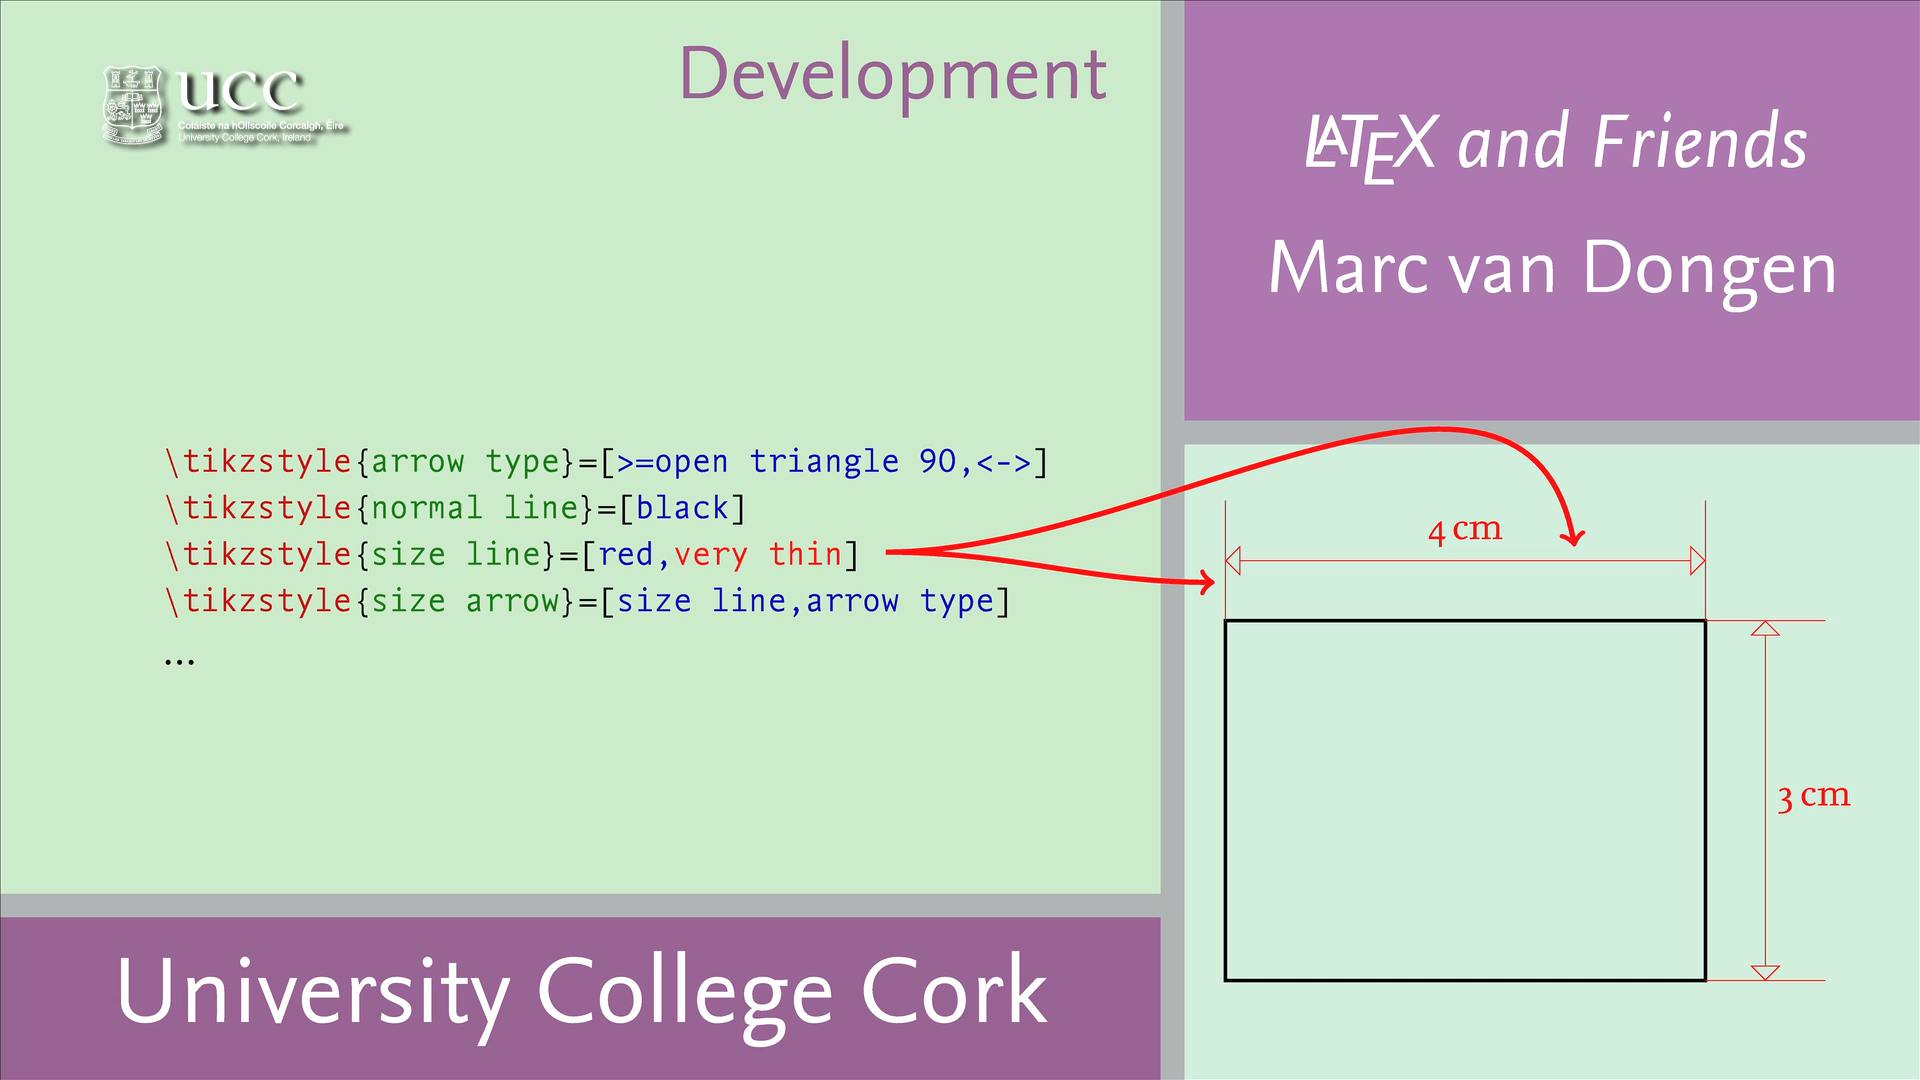 ucc
Coláiste na hOllscoile Corcaigh, Éire
University College Cork, Ireland
Development
\tikzstyle{arrow type}=[>=open triangle 90,<->]
\tikzstyle{normal line}=[black]
\tikzstyle{size line}=[red,very thin]
\tikzstyle{size arrow}=[size line,arrow type]
...
University College Cork
LATEX and Friends
Marc van Dongen
4 cm
3 cm